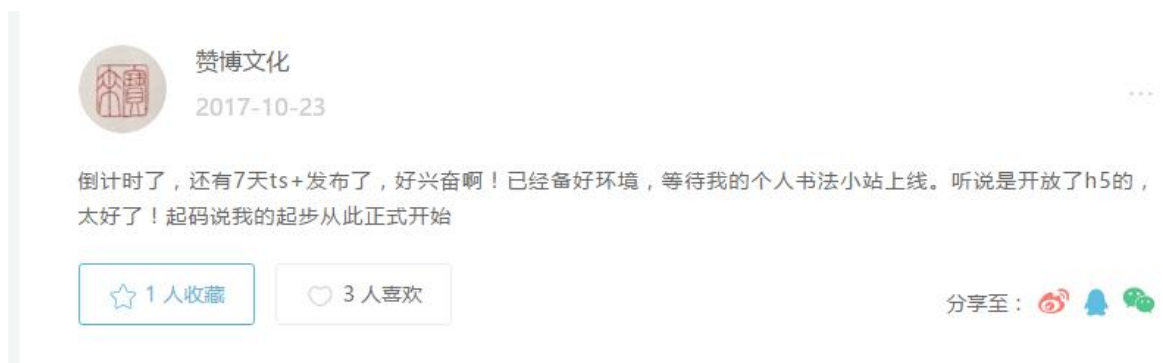 赞博文化
2017-10-23
倒计时了，还有7天ts+发布了，好兴奋啊！已经备好环境，等待我的个人书法小站上线。听说是开放了h5的，
太好了！起码说我的起步从此正式开始
1 人收藏
3 人喜欢
分享至：